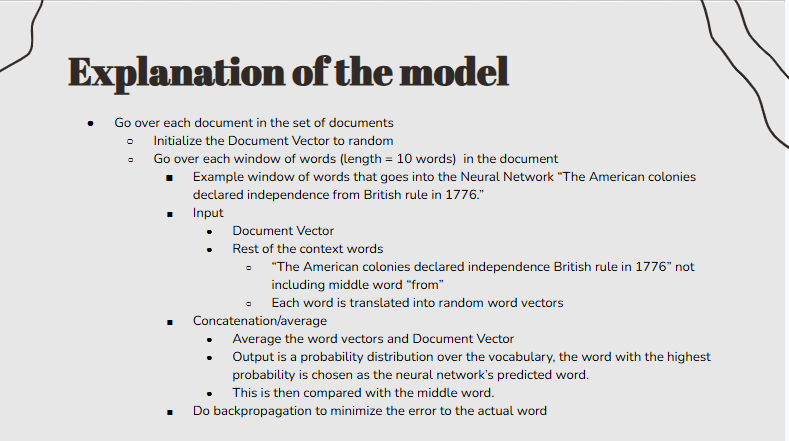 Explanation of the model
Go over each document in the set of documents
Initialize the Document Vector to random
Go over each window of words (length = 10 words) in the document
Example window of words that goes into the Neural Network “The American colonies
declared independence from British rule in 1776.”
Input
Document Vector
Rest of the context words
“The American colonies declared independence British rule in 1776” not
including middle word “from”
Each word is translated into random word vectors
Concatenation/average
Average the word vectors and Document Vector
Output is a probability distribution over the vocabulary, the word with the highest
probability is chosen as the neural network’s predicted word.
This is then compared with the middle word.
Do backpropagation to minimize the error to the actual word